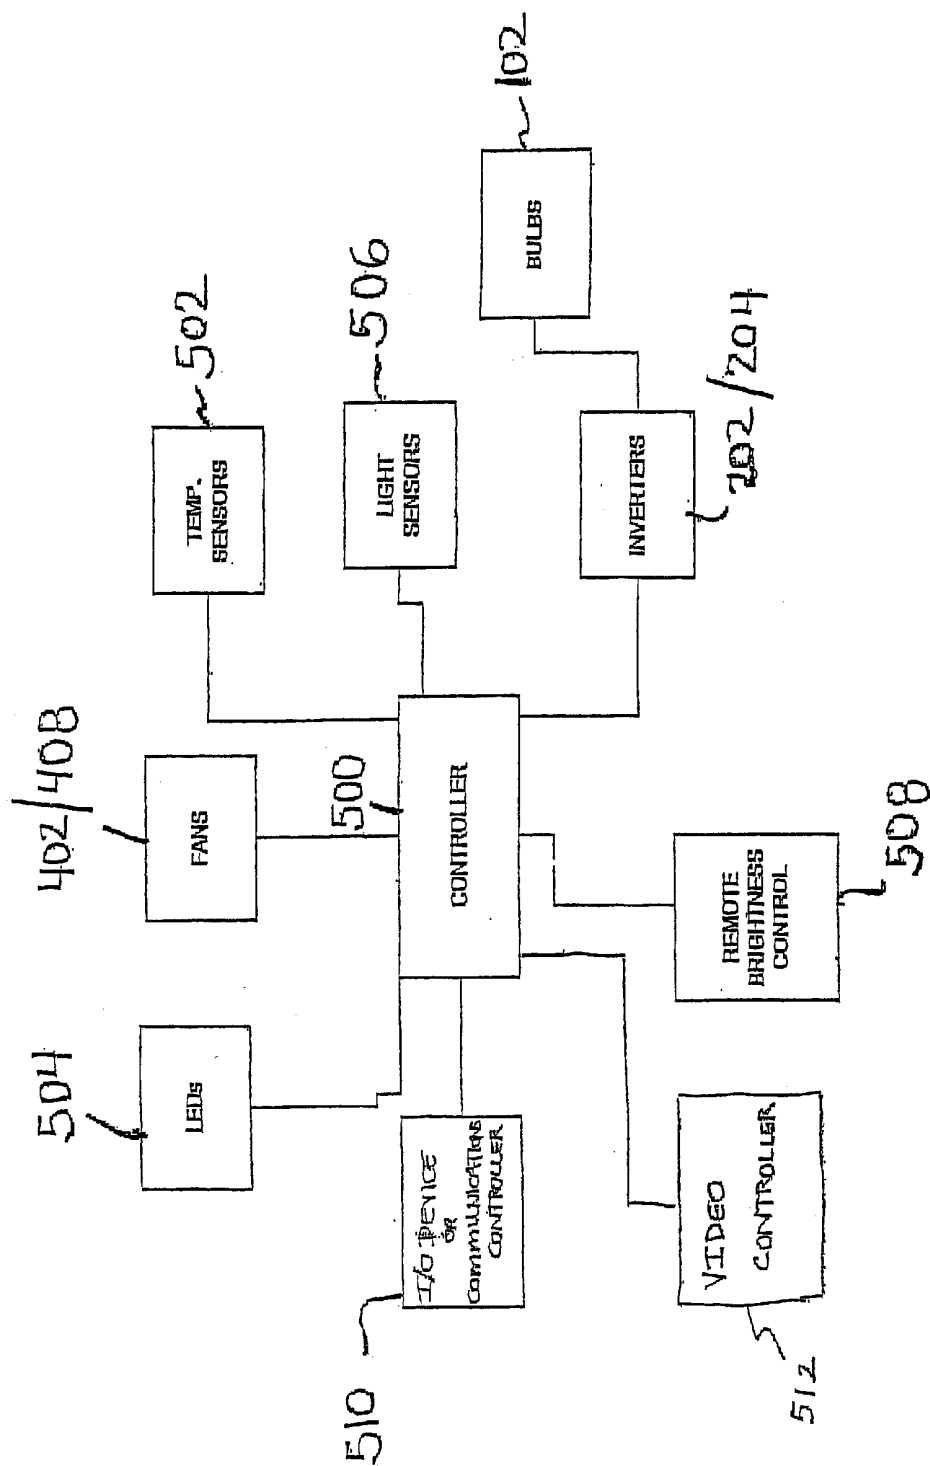 504
402/408
502
LEDs
FANS
TEMP.
SENSORS
510
500
506
I/O DEVICE
OR
COMMUNICATIONS
CONTROLLER
CONTROLLER
LIGHT
SENSORS
102
BULBS
INVERTERS
202/204
VIDEO
CONTROLLER
REMOTE
BRIGHTNESS
CONTROL
512
508